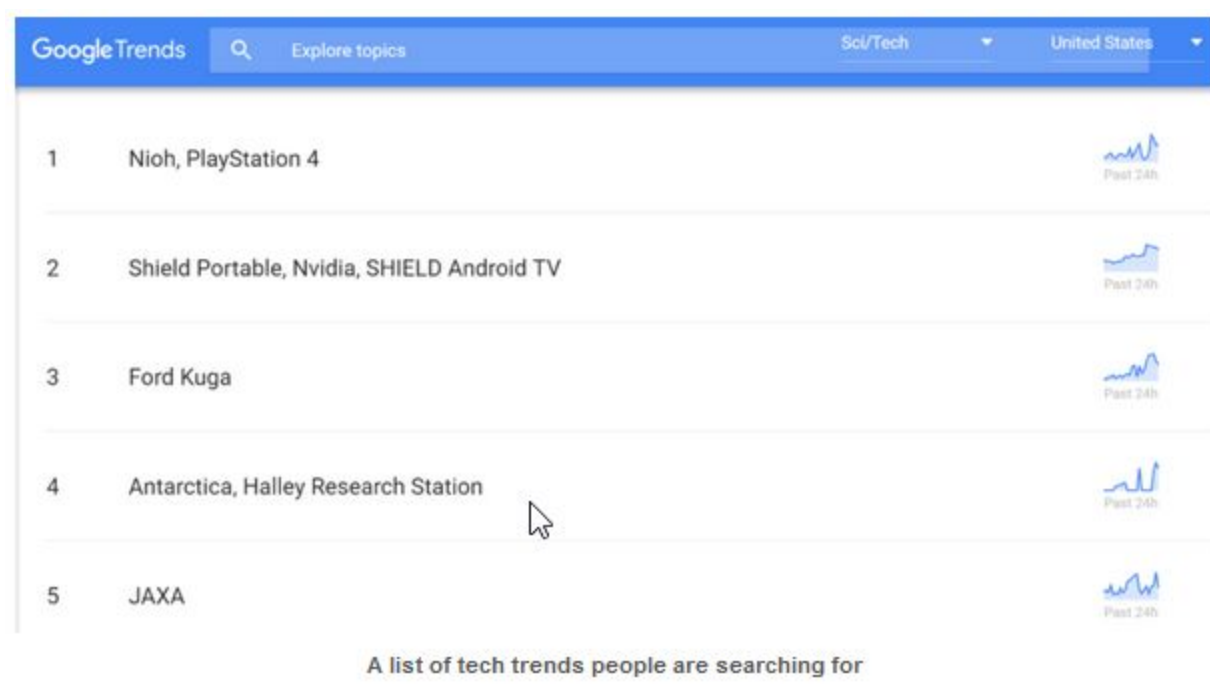 GoogleTrends Explore topics Sci/Tech United States
1 Nioh, PlayStation 4
Past 24h
2 Shield Portable, Nvidia, SHIELD Android TV
Past 24h
3 Ford Kuga
Past 24h
4 Antarctica, Halley Research Station
Past 24h
5 JAXA
Past 24h
A list of tech trends people are searching for